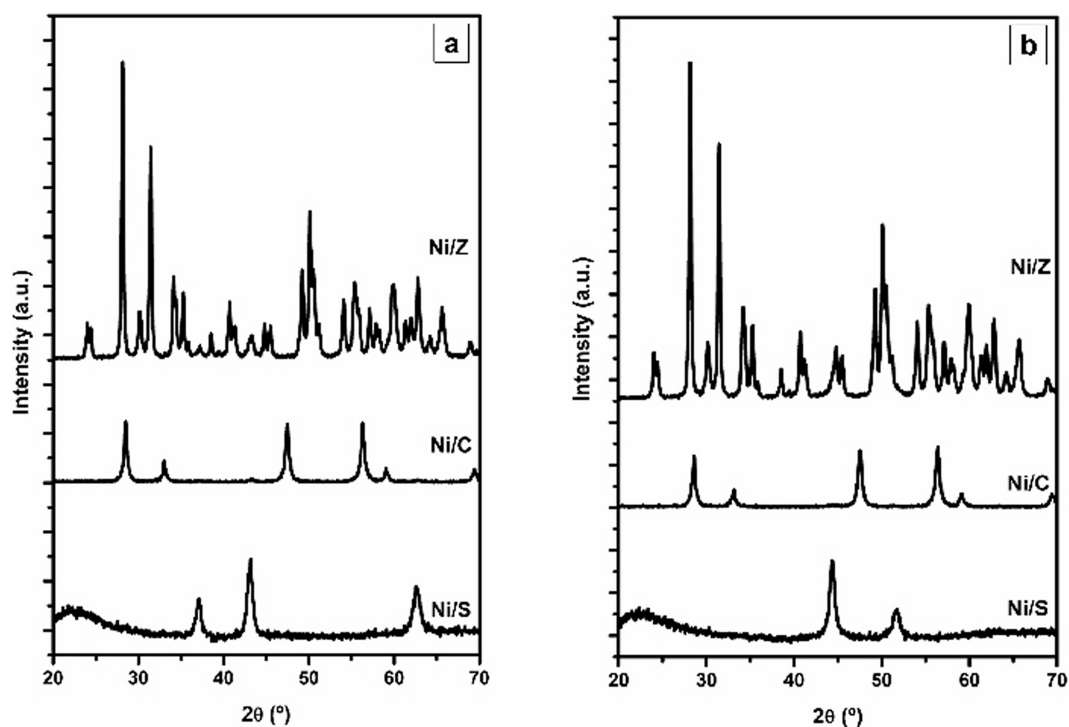 a
Intensity (a.u.)
Ni/Z
Ni/C
Ni/S
20 30 40 50 60 70
2θ (º)
b
Intensity (a.u.)
Ni/Z
Ni/C
Ni/S
20 30 40 50 60 70
2θ (º)